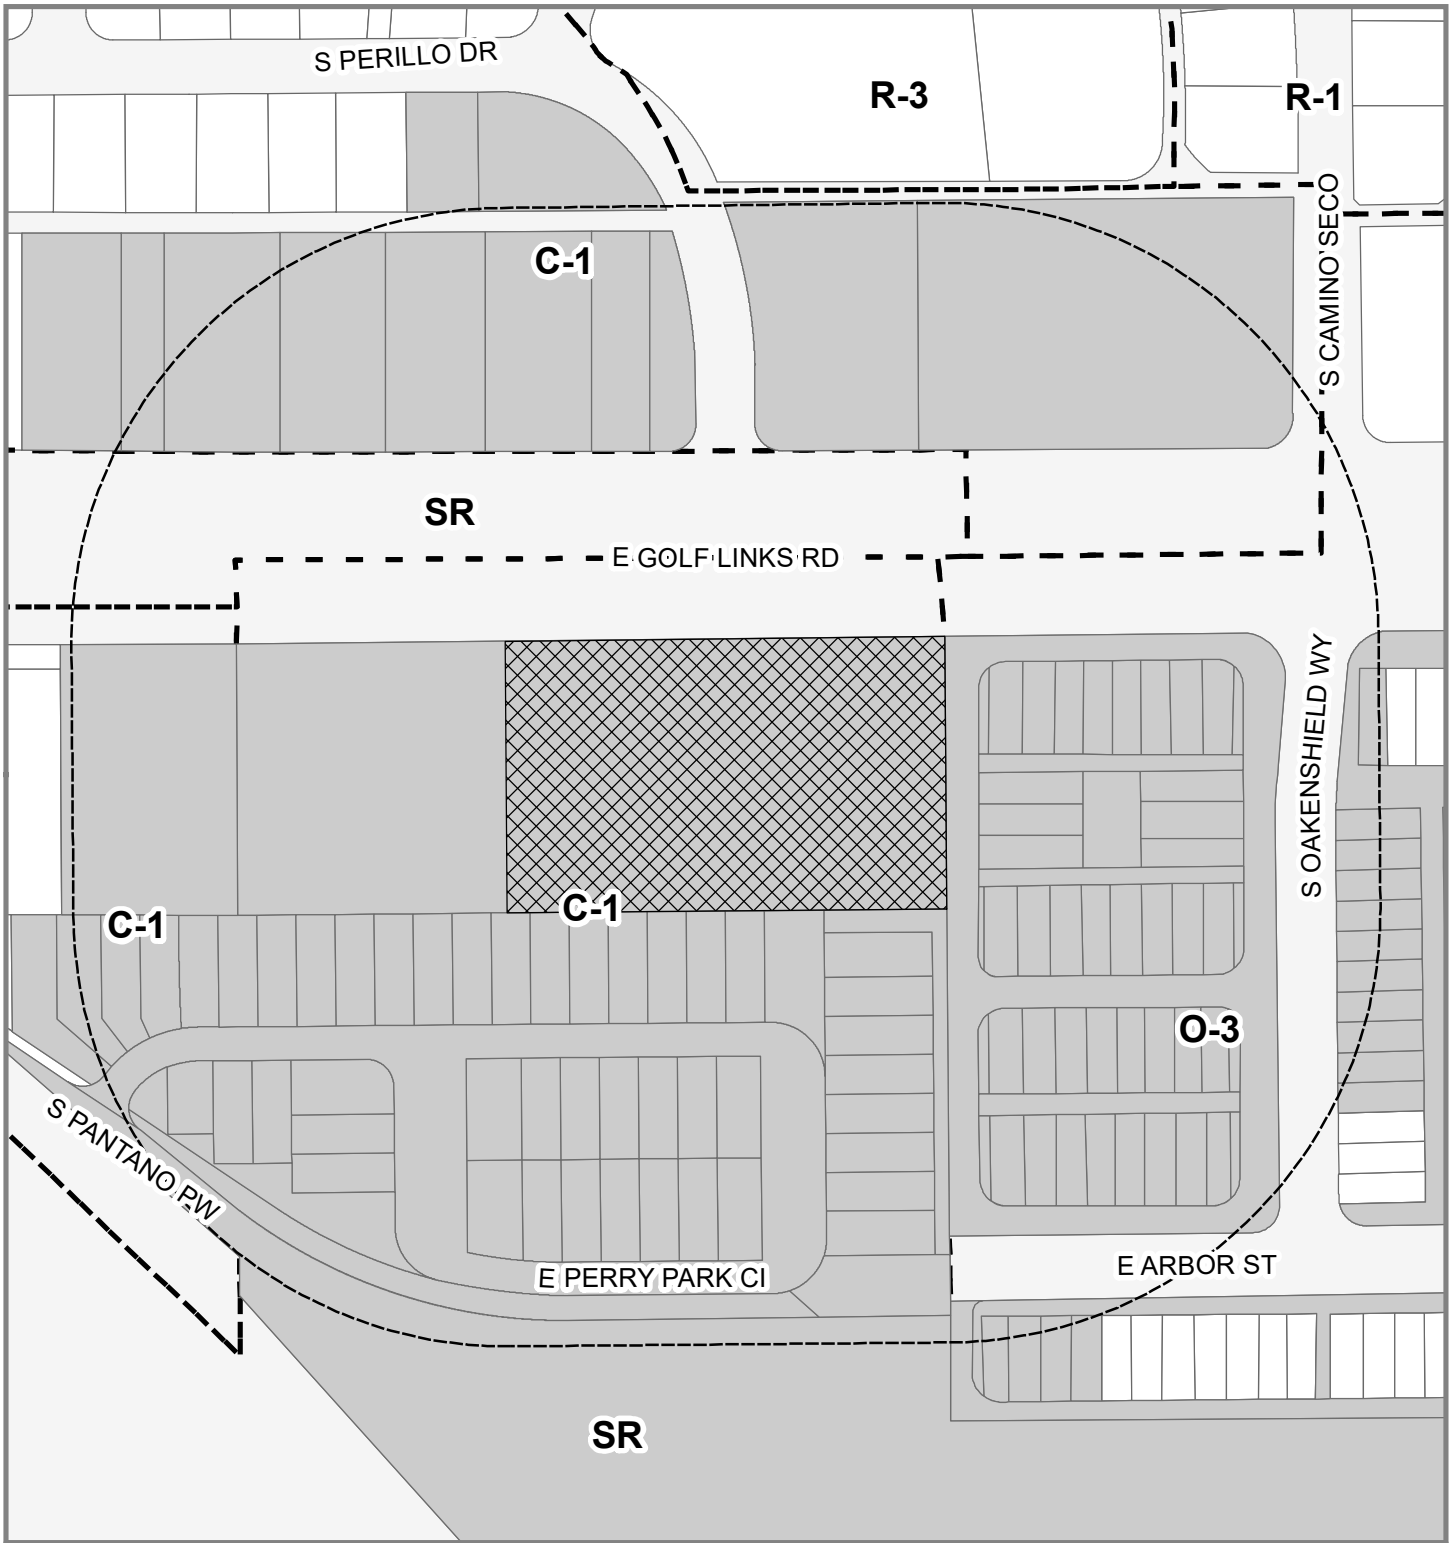 S PERILLO DR
R-3
R-1
S CAMINO SECO
C-1
SR
E GOLF LINKS RD
S OAKENSHIELD WY
C-1
C-1
O-3
S PANTANO PW
E PERRY PARK CI
E ARBOR ST
SR